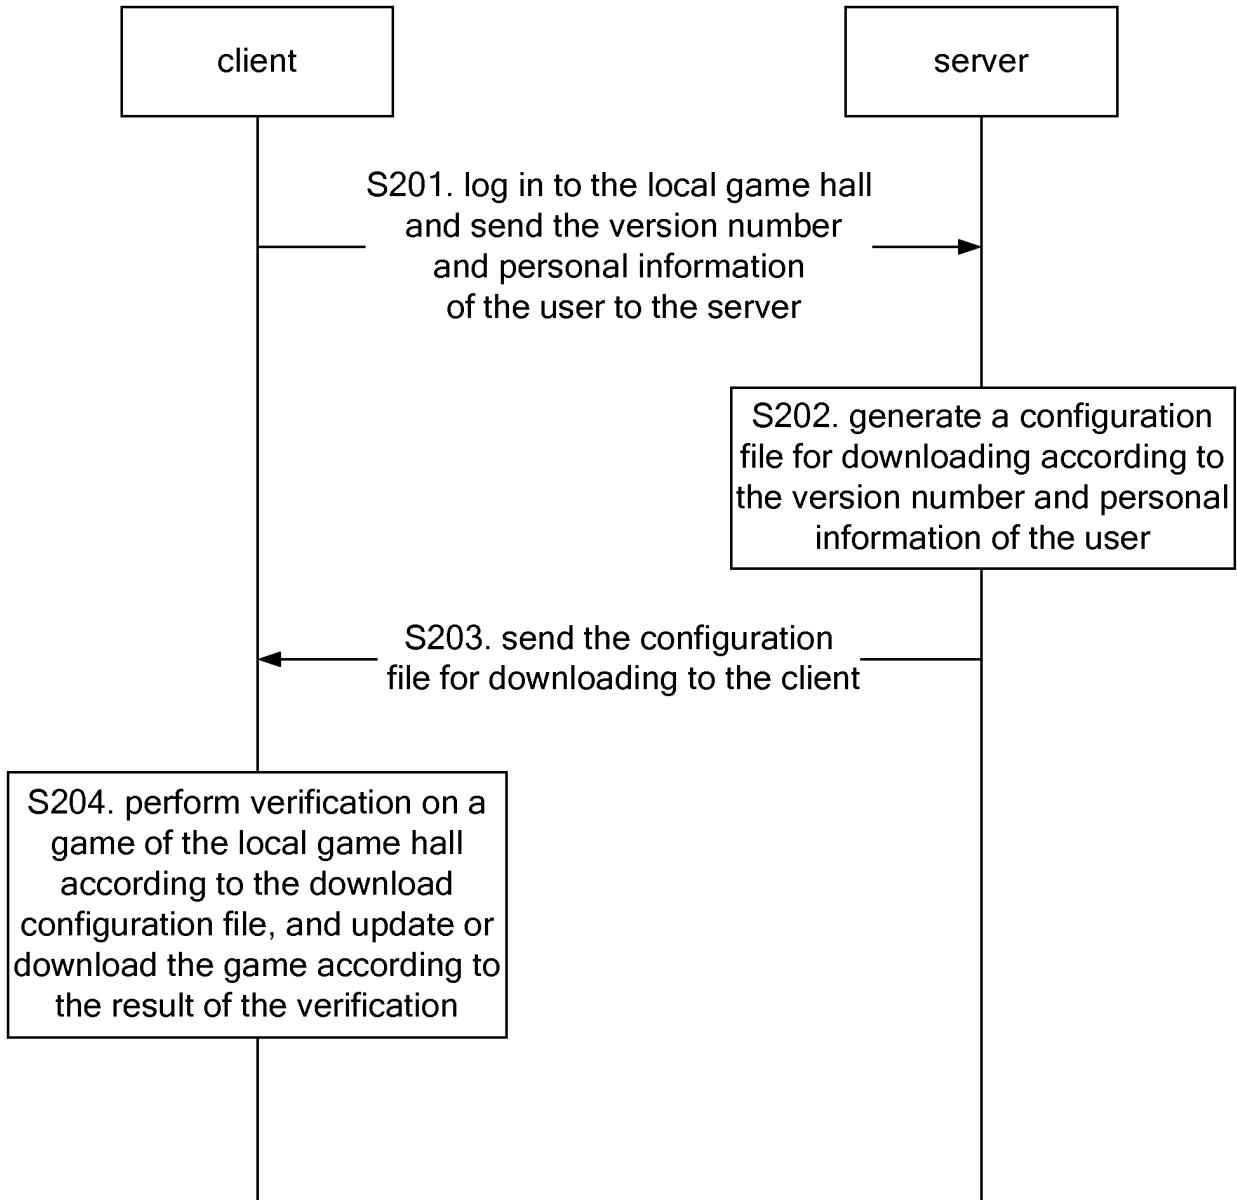 client
server
S201. log in to the local game hall
and send the version number
and personal information
of the user to the server
S202. generate a configuration
file for downloading according to
the version number and personal
information of the user
S203. send the configuration
file for downloading to the client
S204. perform verification on a
game of the local game hall
according to the download
configuration file, and update or
download the game according to
the result of the verification